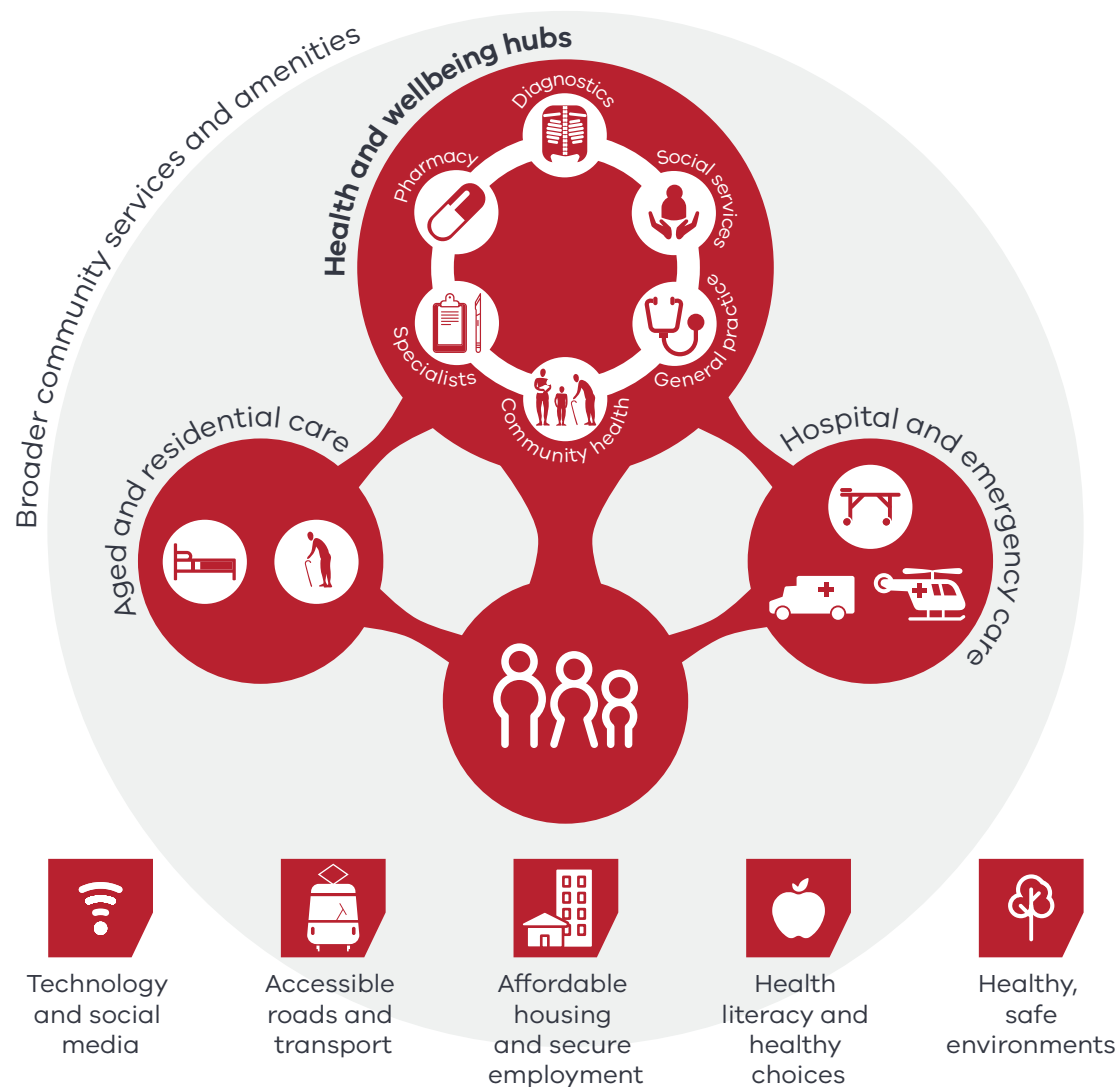 Broader community services and amenities
Health and wellbeing hubs
Diagnostics
Pharmacy
Social services
Specialists
General practice
Community health
Aged and residential care
Hospital and emergency care
Technology
and social
media
Accessible
roads and
transport
Affordable
housing
and secure
employment
Health
literacy and
healthy
choices
Healthy,
safe
environments